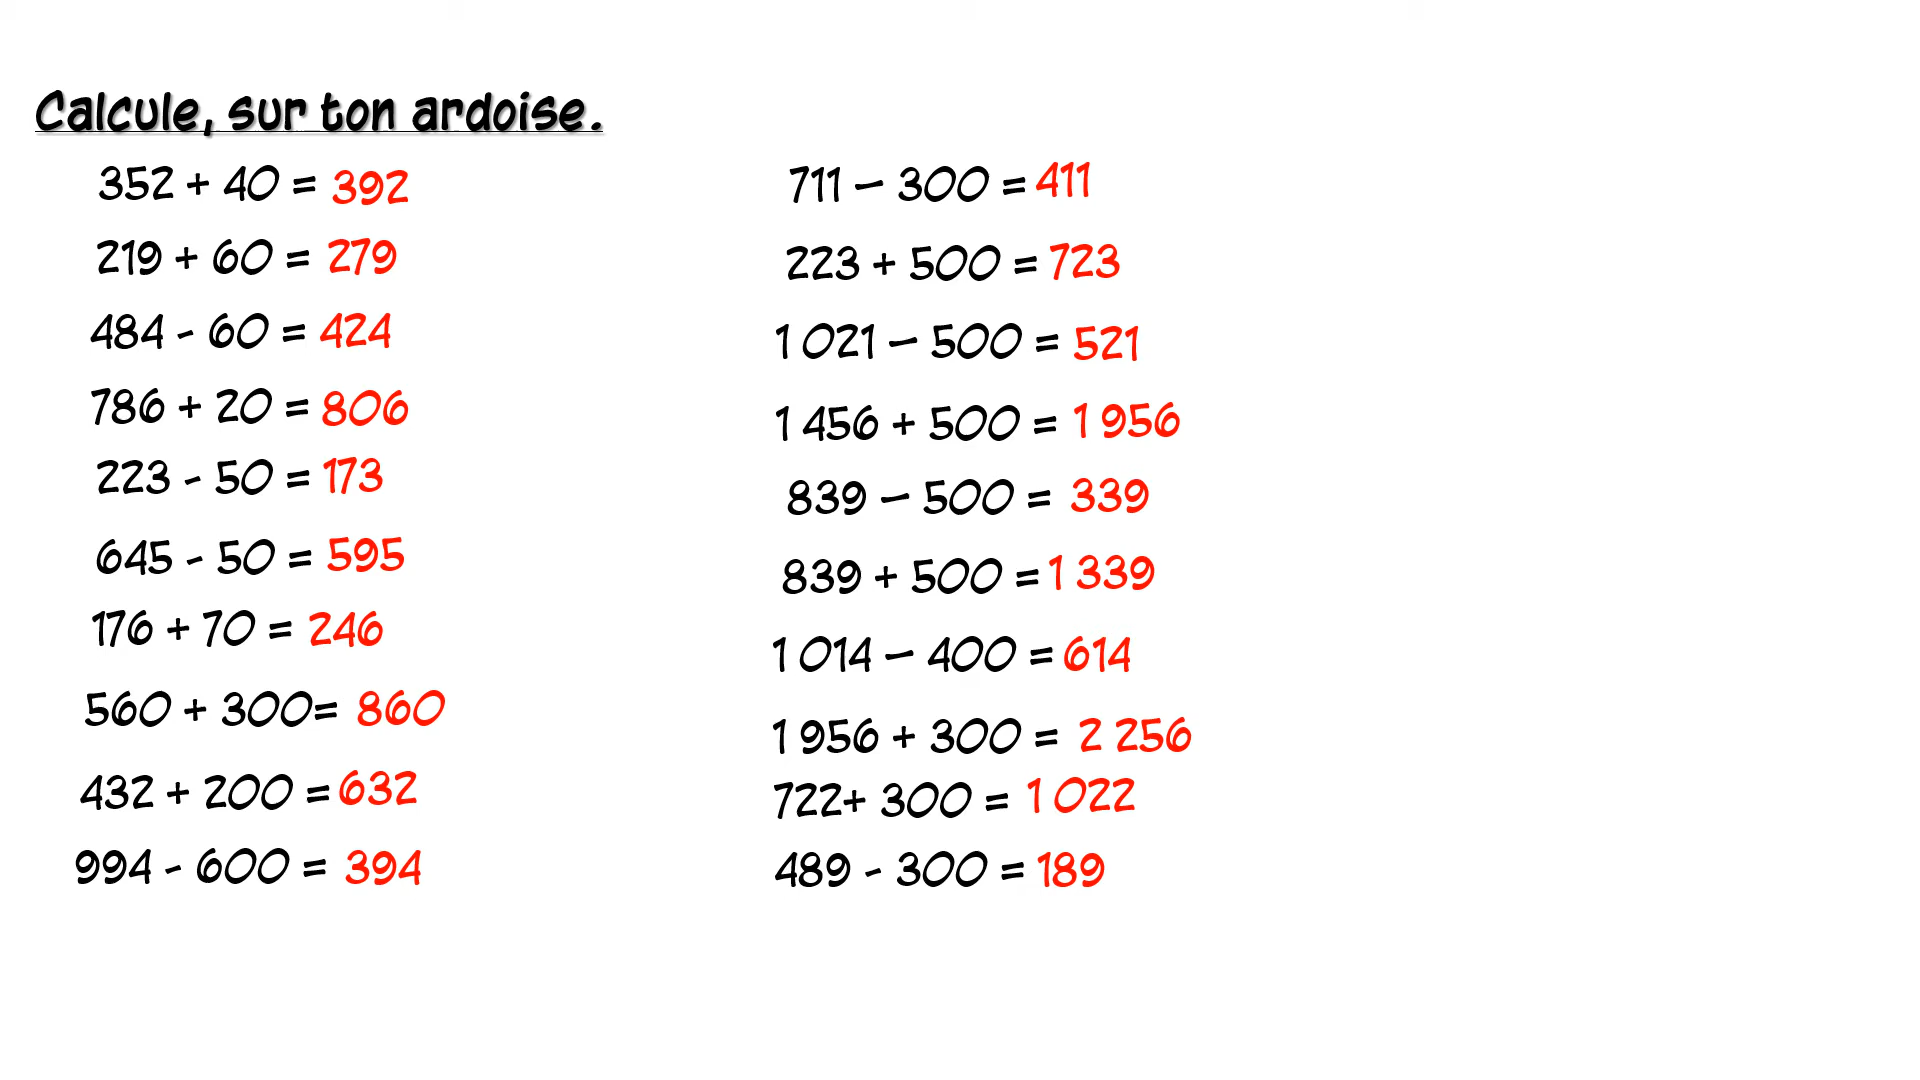 Calcule, sur ton ardoise.
352 + 40 = 392
219 + 60 = 279
484 - 60 = 424
786 + 20 = 806
223 - 50 = 173
645 - 50 = 595
176 + 70 = 246
560 + 300= 860
432 + 200 = 632
994 - 600 = 394
711 – 300 = 411
223 + 500 = 723
1 021 – 500 = 521
1 456 + 500 = 1 956
839 – 500 = 339
839 + 500 = 1 339
1 014 – 400 = 614
1 956 + 300 = 2 256
722+ 300 = 1 022
489 - 300 = 189